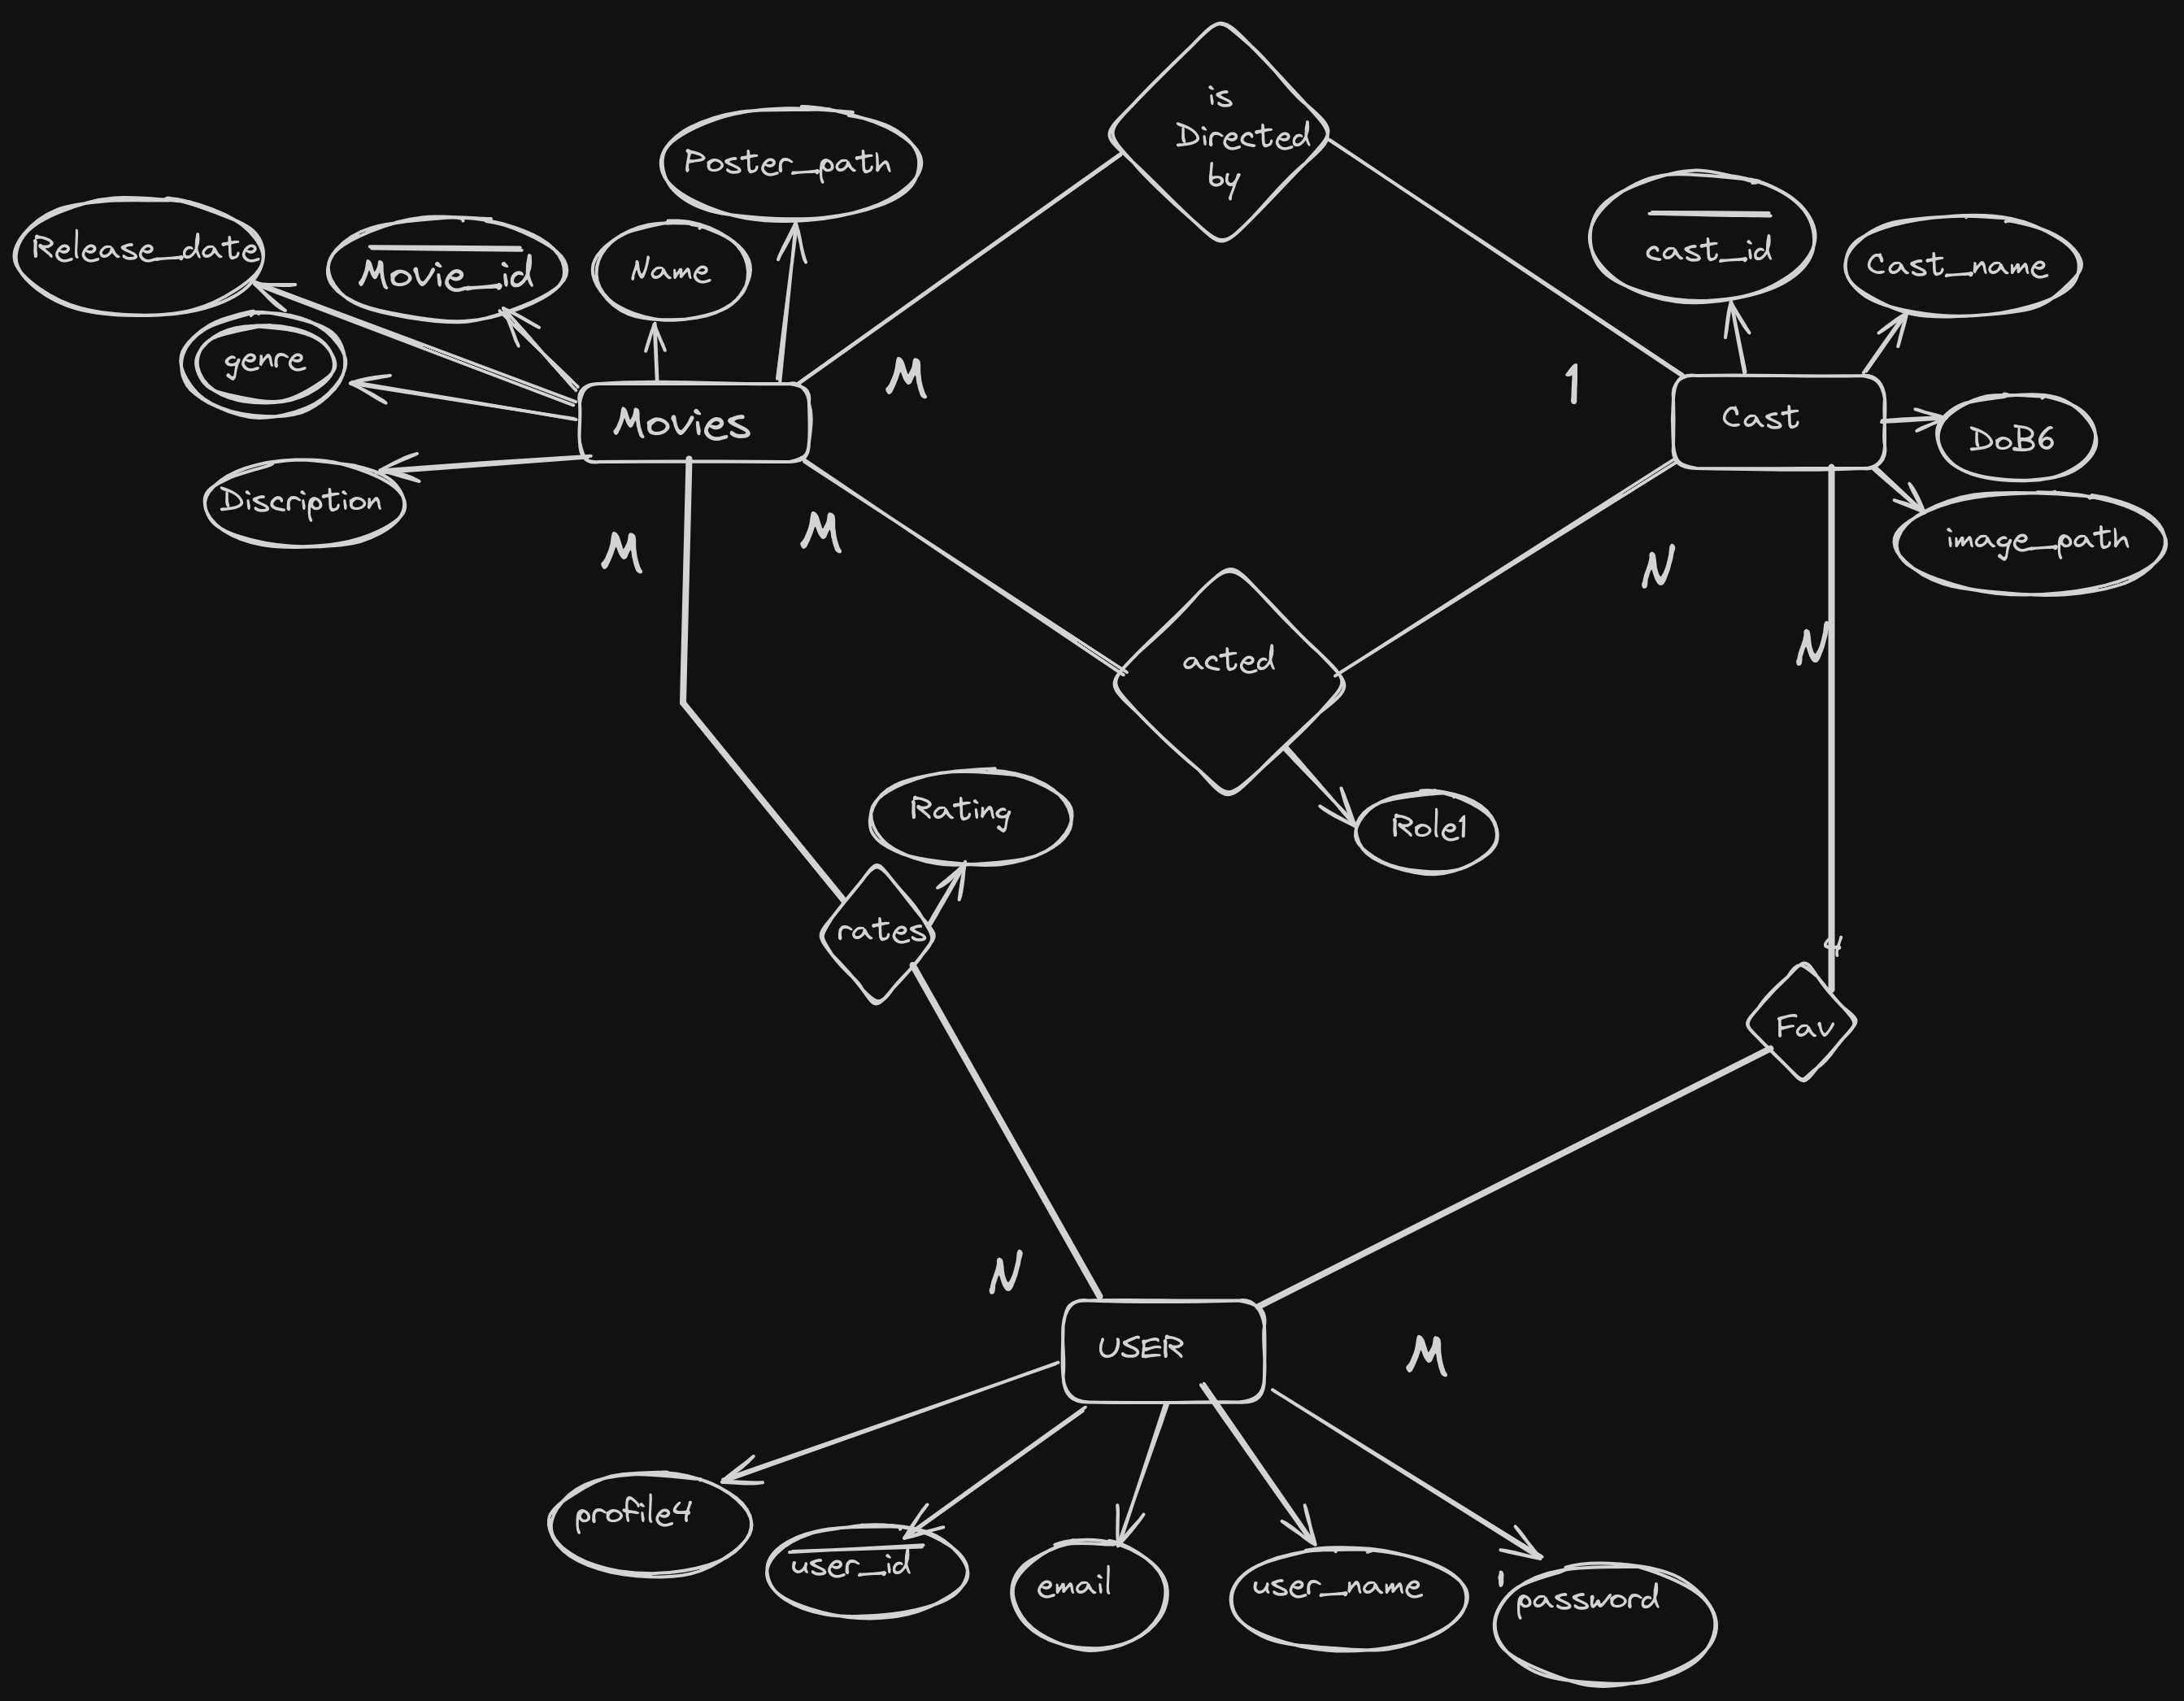 is
Directed
by
Poster_path
Release_date
Movie_id
Name
cast_id
Cast_name
genre
M
1
Movies
Cast
DoB6
Discription
image_path
M
M
N
N
acted
Rating
Role1
rates
4
Fav
N
USER
M
profile4
user_id
email
user_name
password